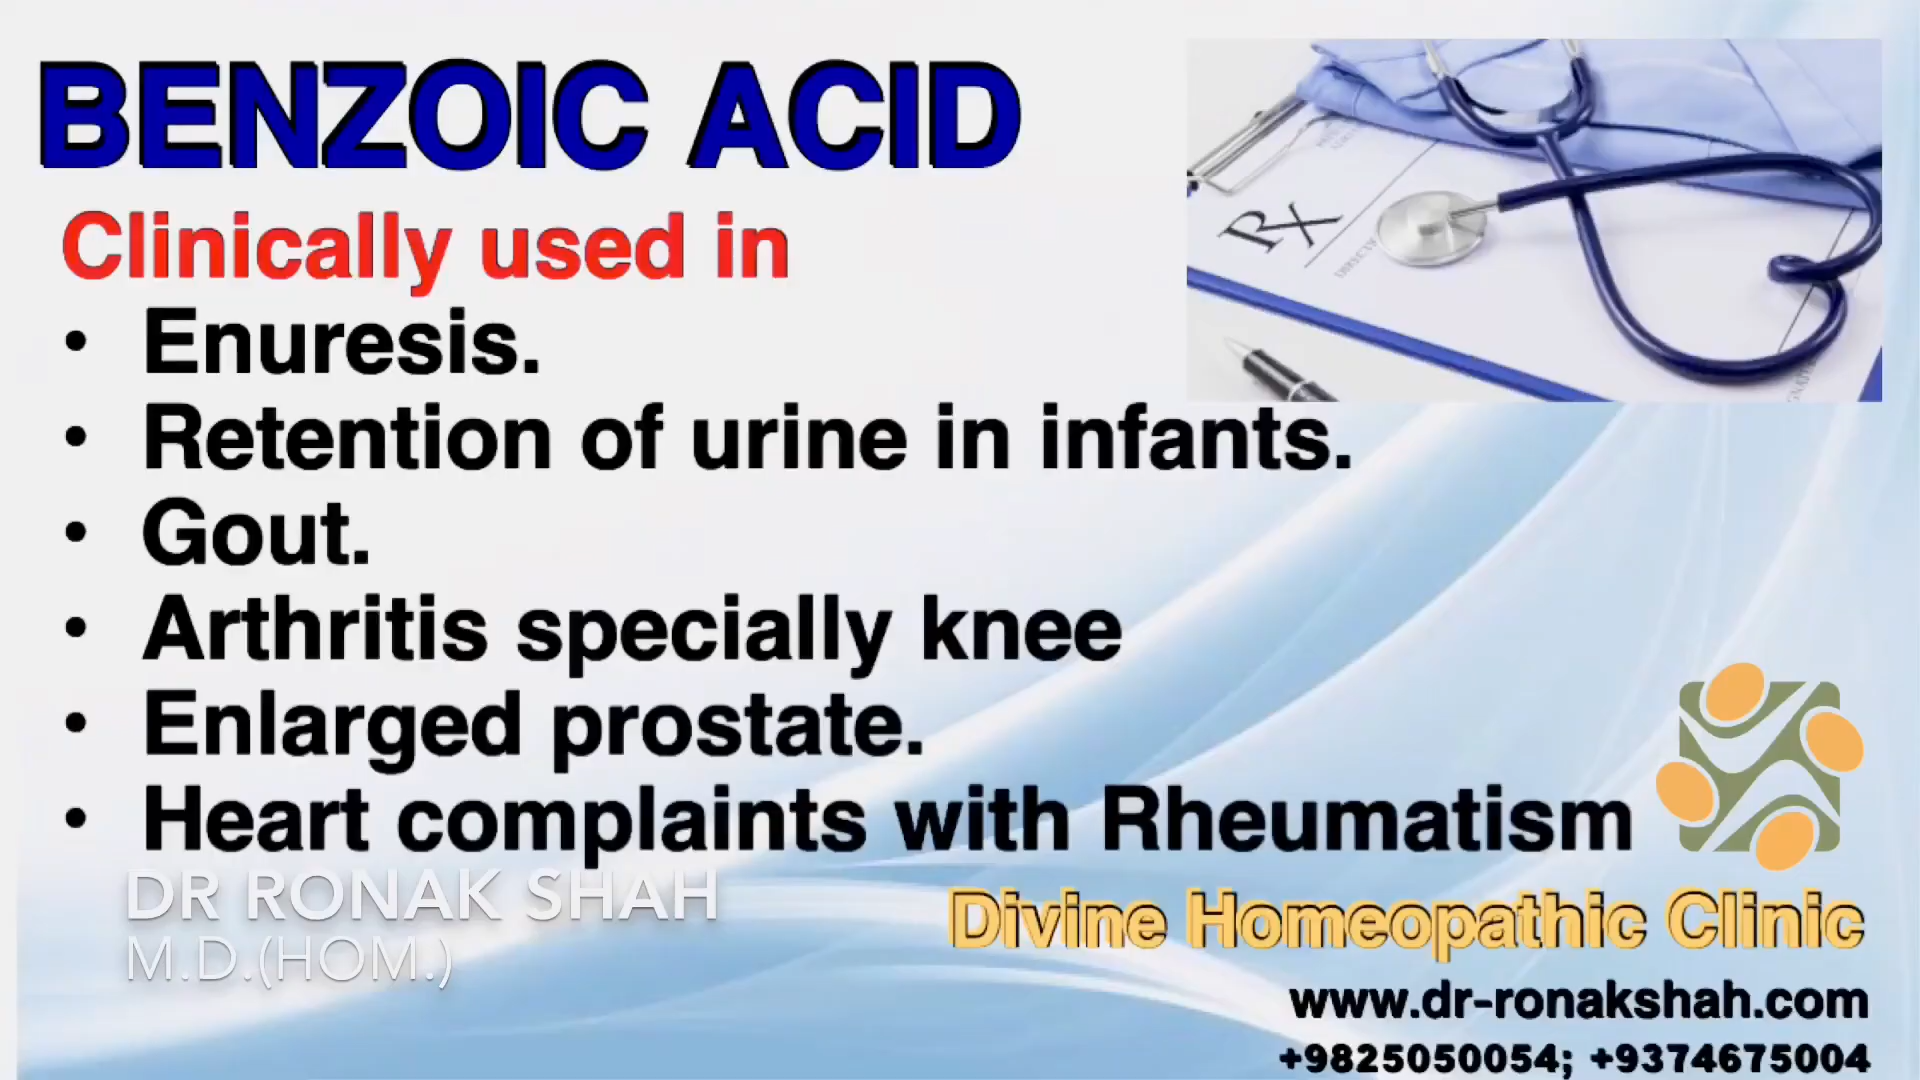 BENZOIC ACID
Clinically used in
• Enuresis.
• Retention of urine in infants.
• Gout.
• Arthritis specially knee
• Enlarged prostate.
• Heart complaints with Rheumatism
DR RONAK SHAH
M.D.(HOM.)
Divine Homeopathic Clinic
www.dr-ronakshah.com
+9825050054; +9374675004
Rx